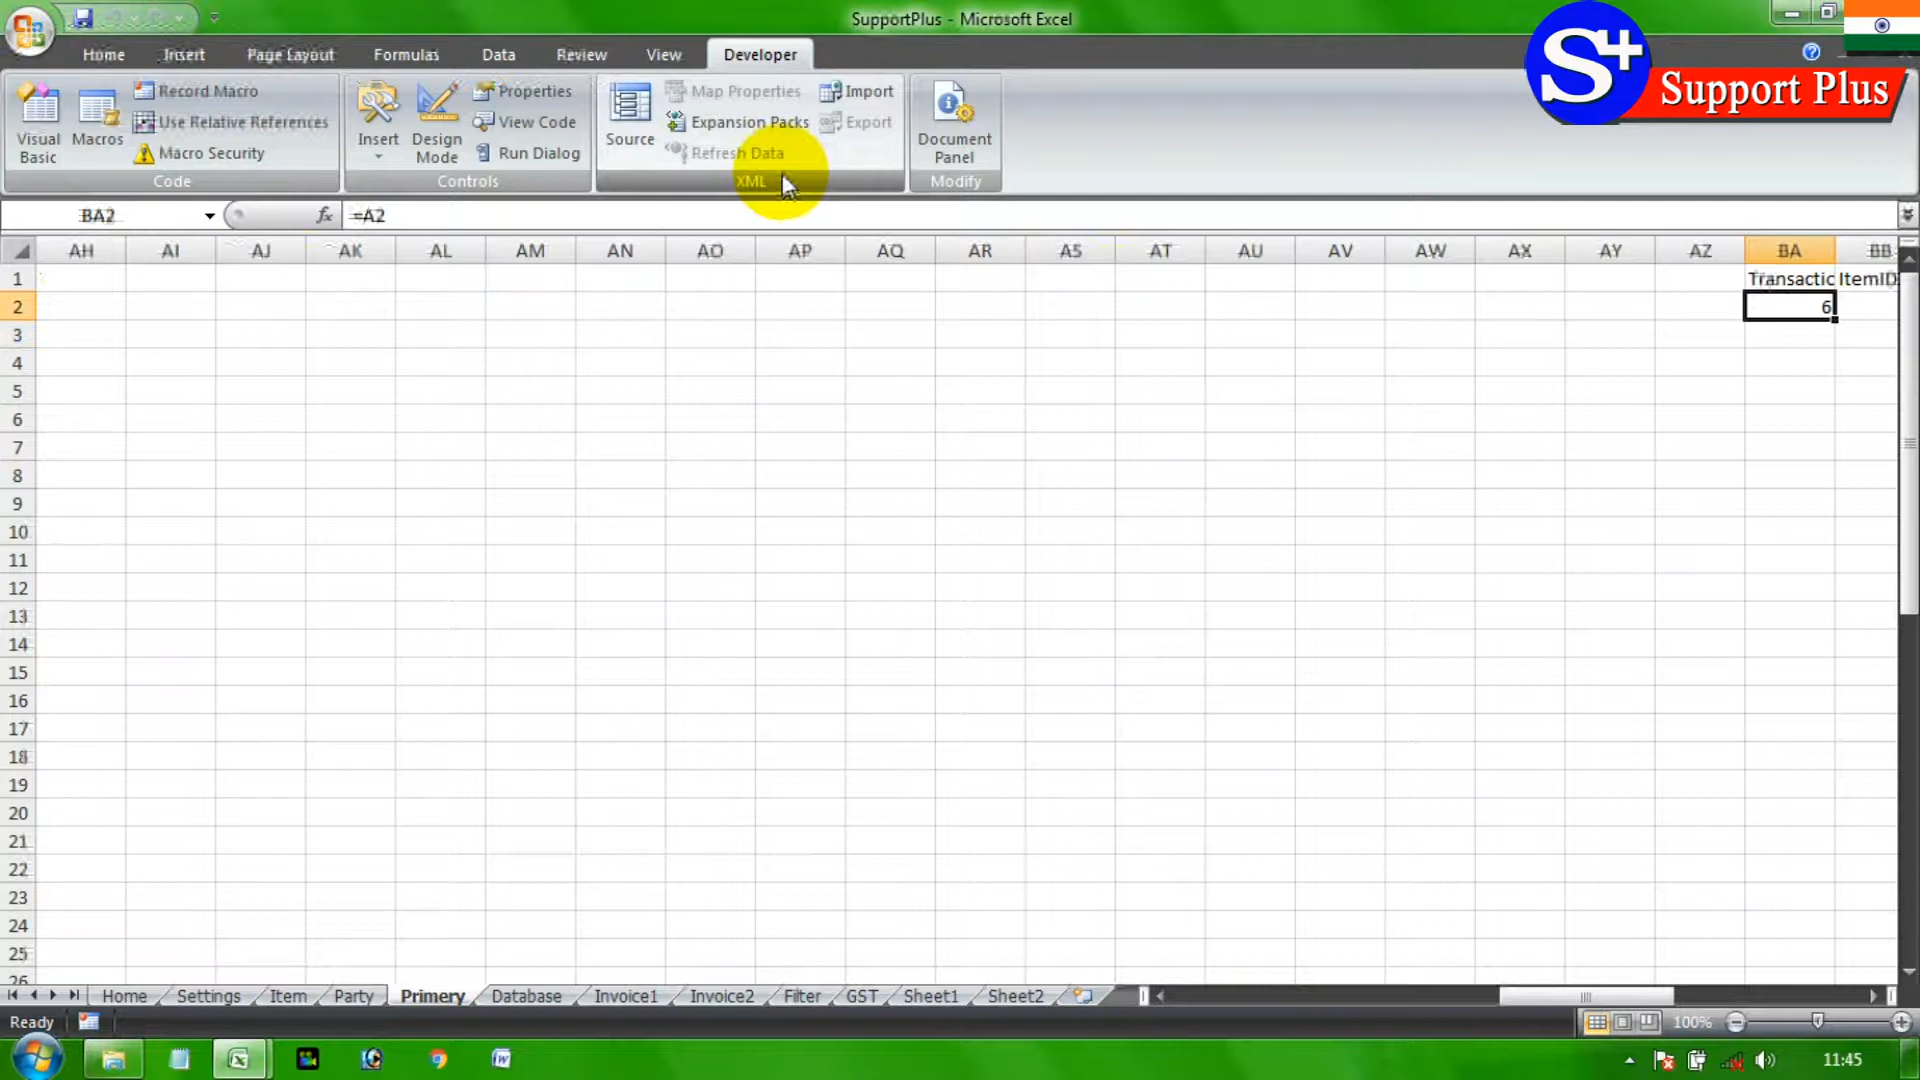 SupportPlus - Microsoft Excel
Home Insert Page Layout Formulas Data Review View Developer
Visual Basic
Macros
Record Macro
Use Relative References
Macro Security
Code
Insert
Design Mode
Properties
View Code
Run Dialog
Controls
Source
Map Properties
Expansion Packs
Refresh Data
Import
Export
XML
Document Panel
Modify
S+
Support Plus
BA2 fx =A2
AH AI AJ AK AL AM AN AO AP AQ AR AS AT AU AV AW AX AY AZ BA BB
1 Transactic ItemID
2 6
3
4
5
6
7
8
9
10
11
12
13
14
15
16
17
18
19
20
21
22
23
24
25
26
Home Settings Item Party Primery Database Invoice1 Invoice2 Filter GST Sheet1 Sheet2
Ready 100%
11:45